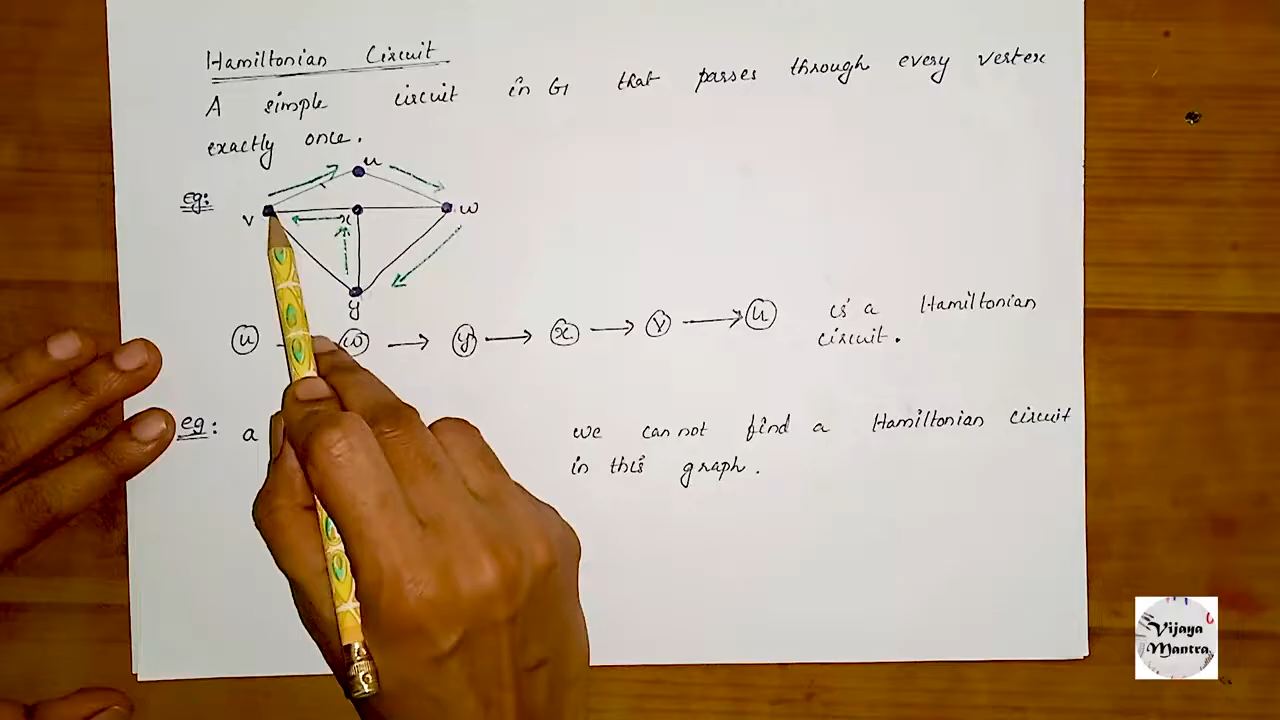 Hamiltonian Circuit
A simple circuit in G that passes through every vertex
exactly once.
u
eg:
v x w
y
u w → y → x → v → u is a Hamiltonian
circuit.
eg: a we can not find a Hamiltonian circuit
in this graph.
Vijaya
Mantra